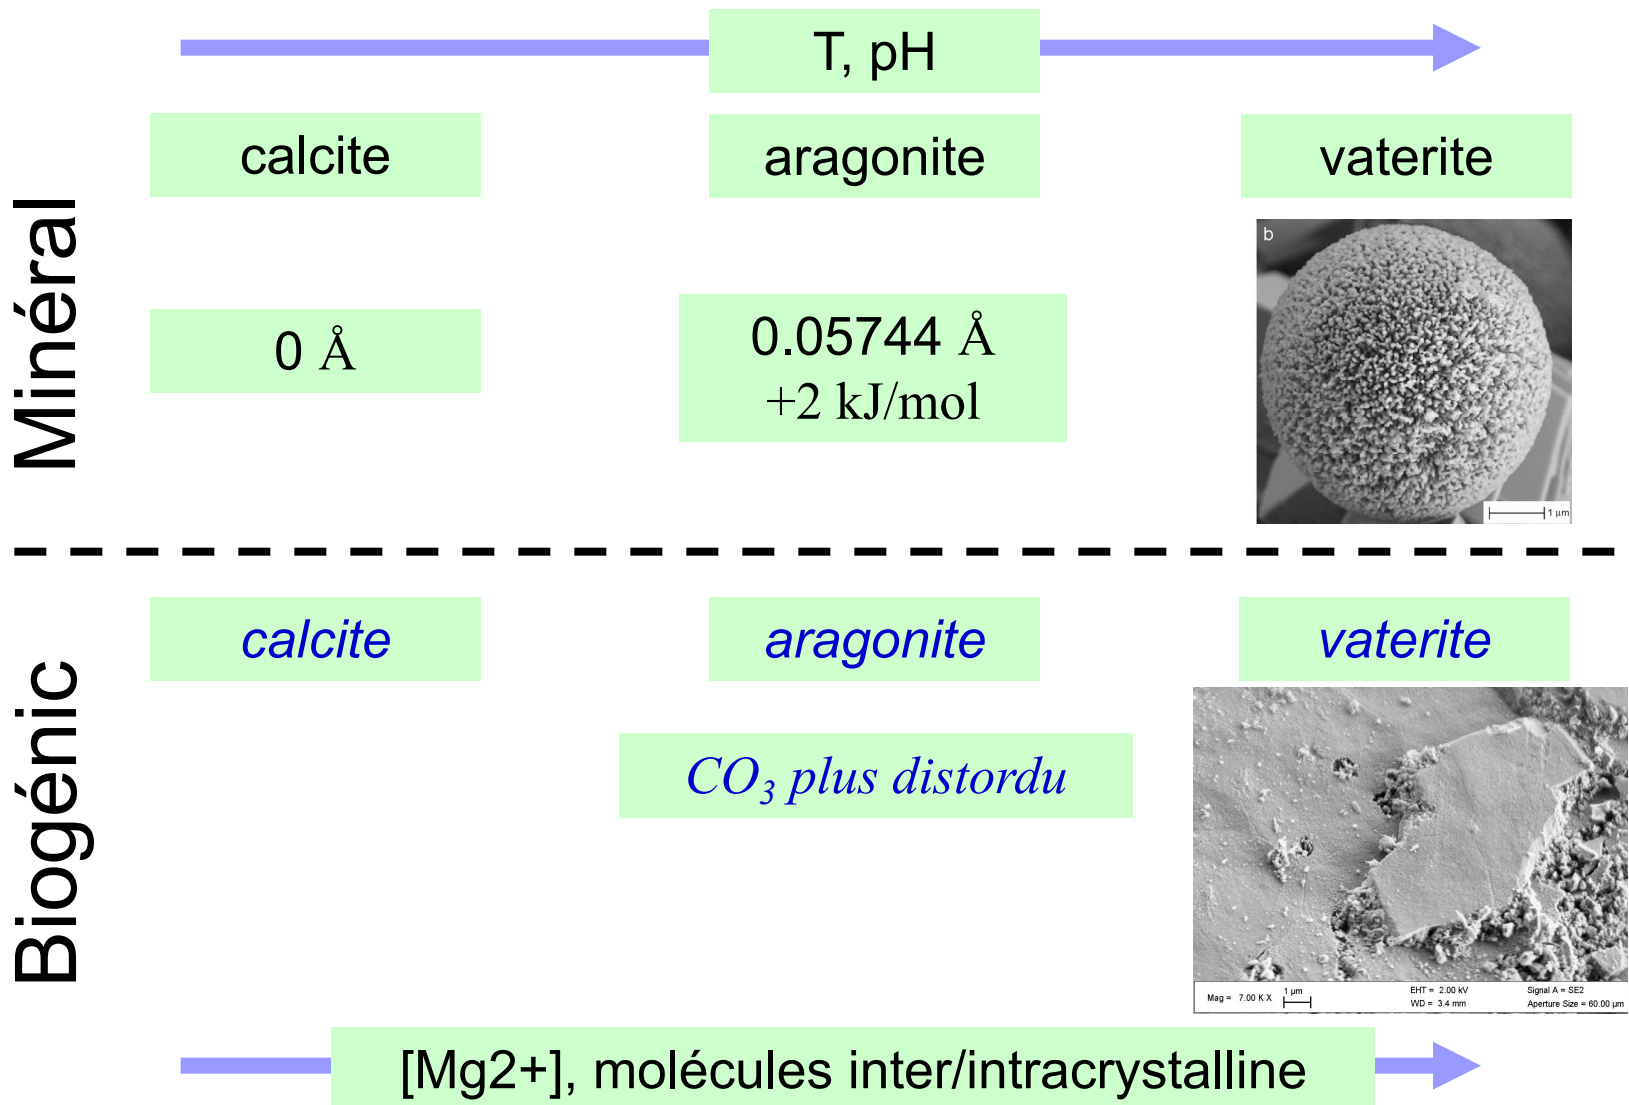 T, pH
calcite
aragonite
vaterite
Minéral
0 Å
0.05744 Å
+2 kJ/mol
b
1 µm
Biogénic
calcite
aragonite
vaterite
CO3 plus distordu
Mag = 7.00 K X
1 µm
EHT = 2.00 kV
WD = 3.4 mm
Signal A = SE2
Aperture Size = 60.00 µm
[Mg2+], molécules inter/intracrystalline